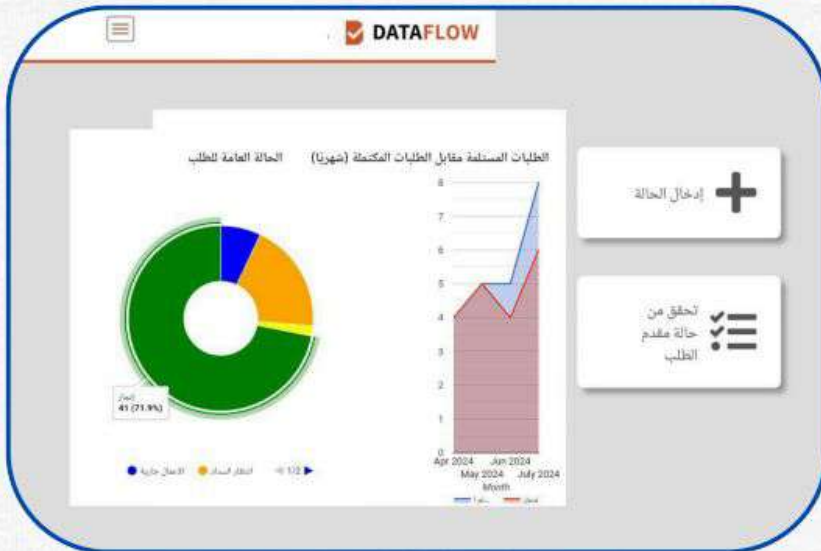 DATAFLOW
الطلبات المستلمة مقابل الطلبات المكتملة (شهريًا)
الحالة العامة للطلب
إدخال الحالة
تحقق من
حالة مقدم
الطلب
8
7
6
5
4
3
2
1
0
Apr 2024
Jun 2024
May 2024
July 2024
Month
إنجاز
41 (71.9%)
الأعمال جارية
انتظار السداد
1/2